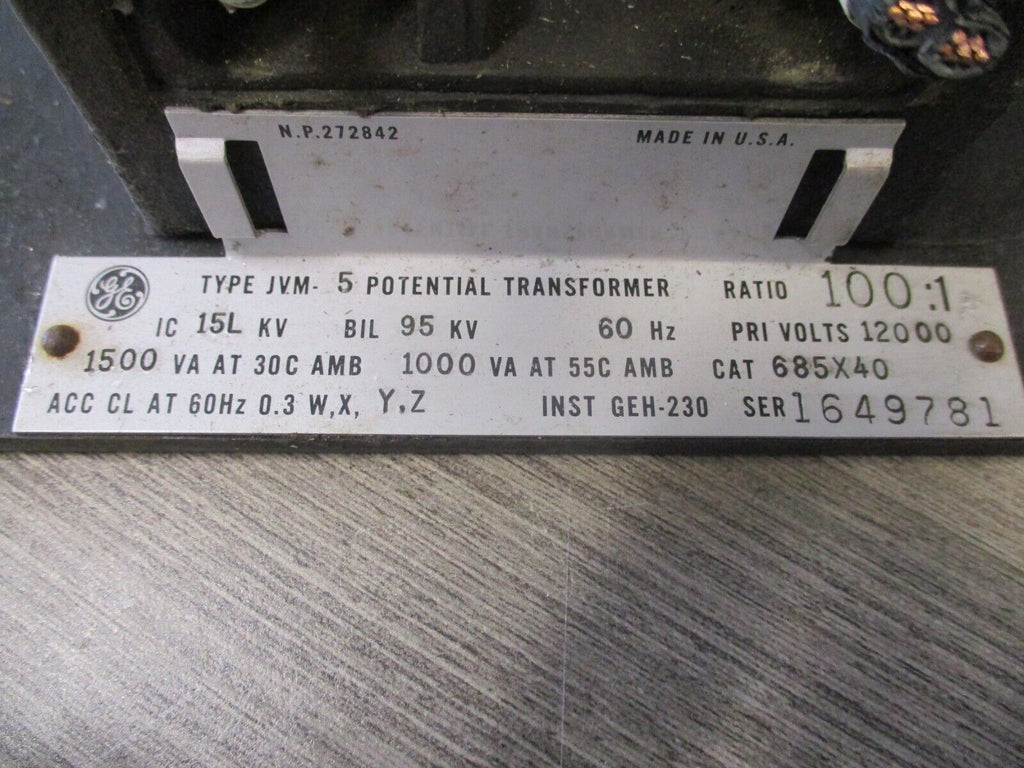 N.P.272842 MADE IN U.S.A.
GE TYPE JVM- 5 POTENTIAL TRANSFORMER RATIO 100:1
IC 15L KV BIL 95 KV 60 Hz PRI VOLTS 12000
1500 VA AT 30C AMB 1000 VA AT 55C AMB CAT 685X40
ACC CL AT 60Hz 0.3 W,X, Y,Z INST GEH-230 SER 1649781